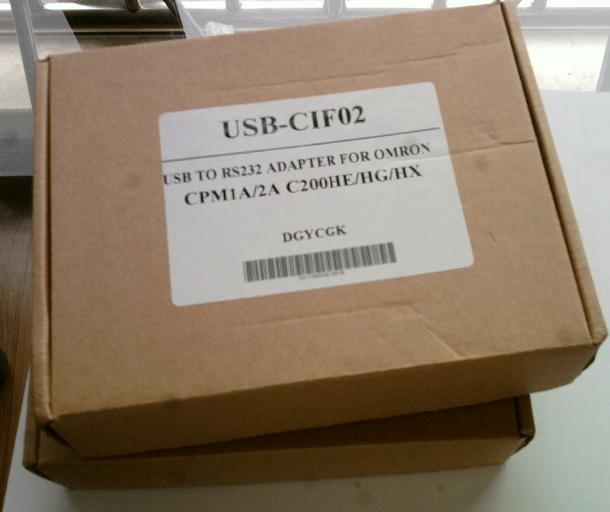 USB-CIF02
USB TO RS232 ADAPTER FOR OMRON
CPM1A/2A C200HE/HG/HX
DGYCGK